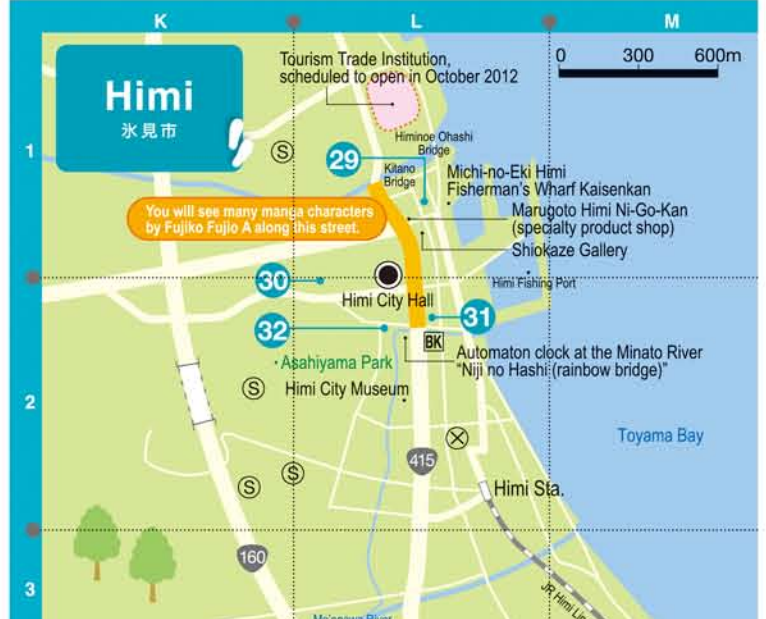 K
L
M
0 300 600m
Himi
氷見市
Tourism Trade Institution,
scheduled to open in October 2012
1
S
29
Himinoe Ohashi
Bridge
Kitano
Bridge
Michi-no-Eki Himi
Fisherman's Wharf Kaisenkan
You will see many manga characters
by Fujiko Fujio A along this street.
Marugoto Himi Ni-Go-Kan
(specialty product shop)
Shiokaze Gallery
30
Himi Fishing Port
Himi City Hall
31
32
BK
Automaton clock at the Minato River
"Niji no Hashi (rainbow bridge)"
Asahiyama Park
S
Himi City Museum
2
Toyama Bay
415
S
S
Himi Sta.
160
3
JR Himi Lin